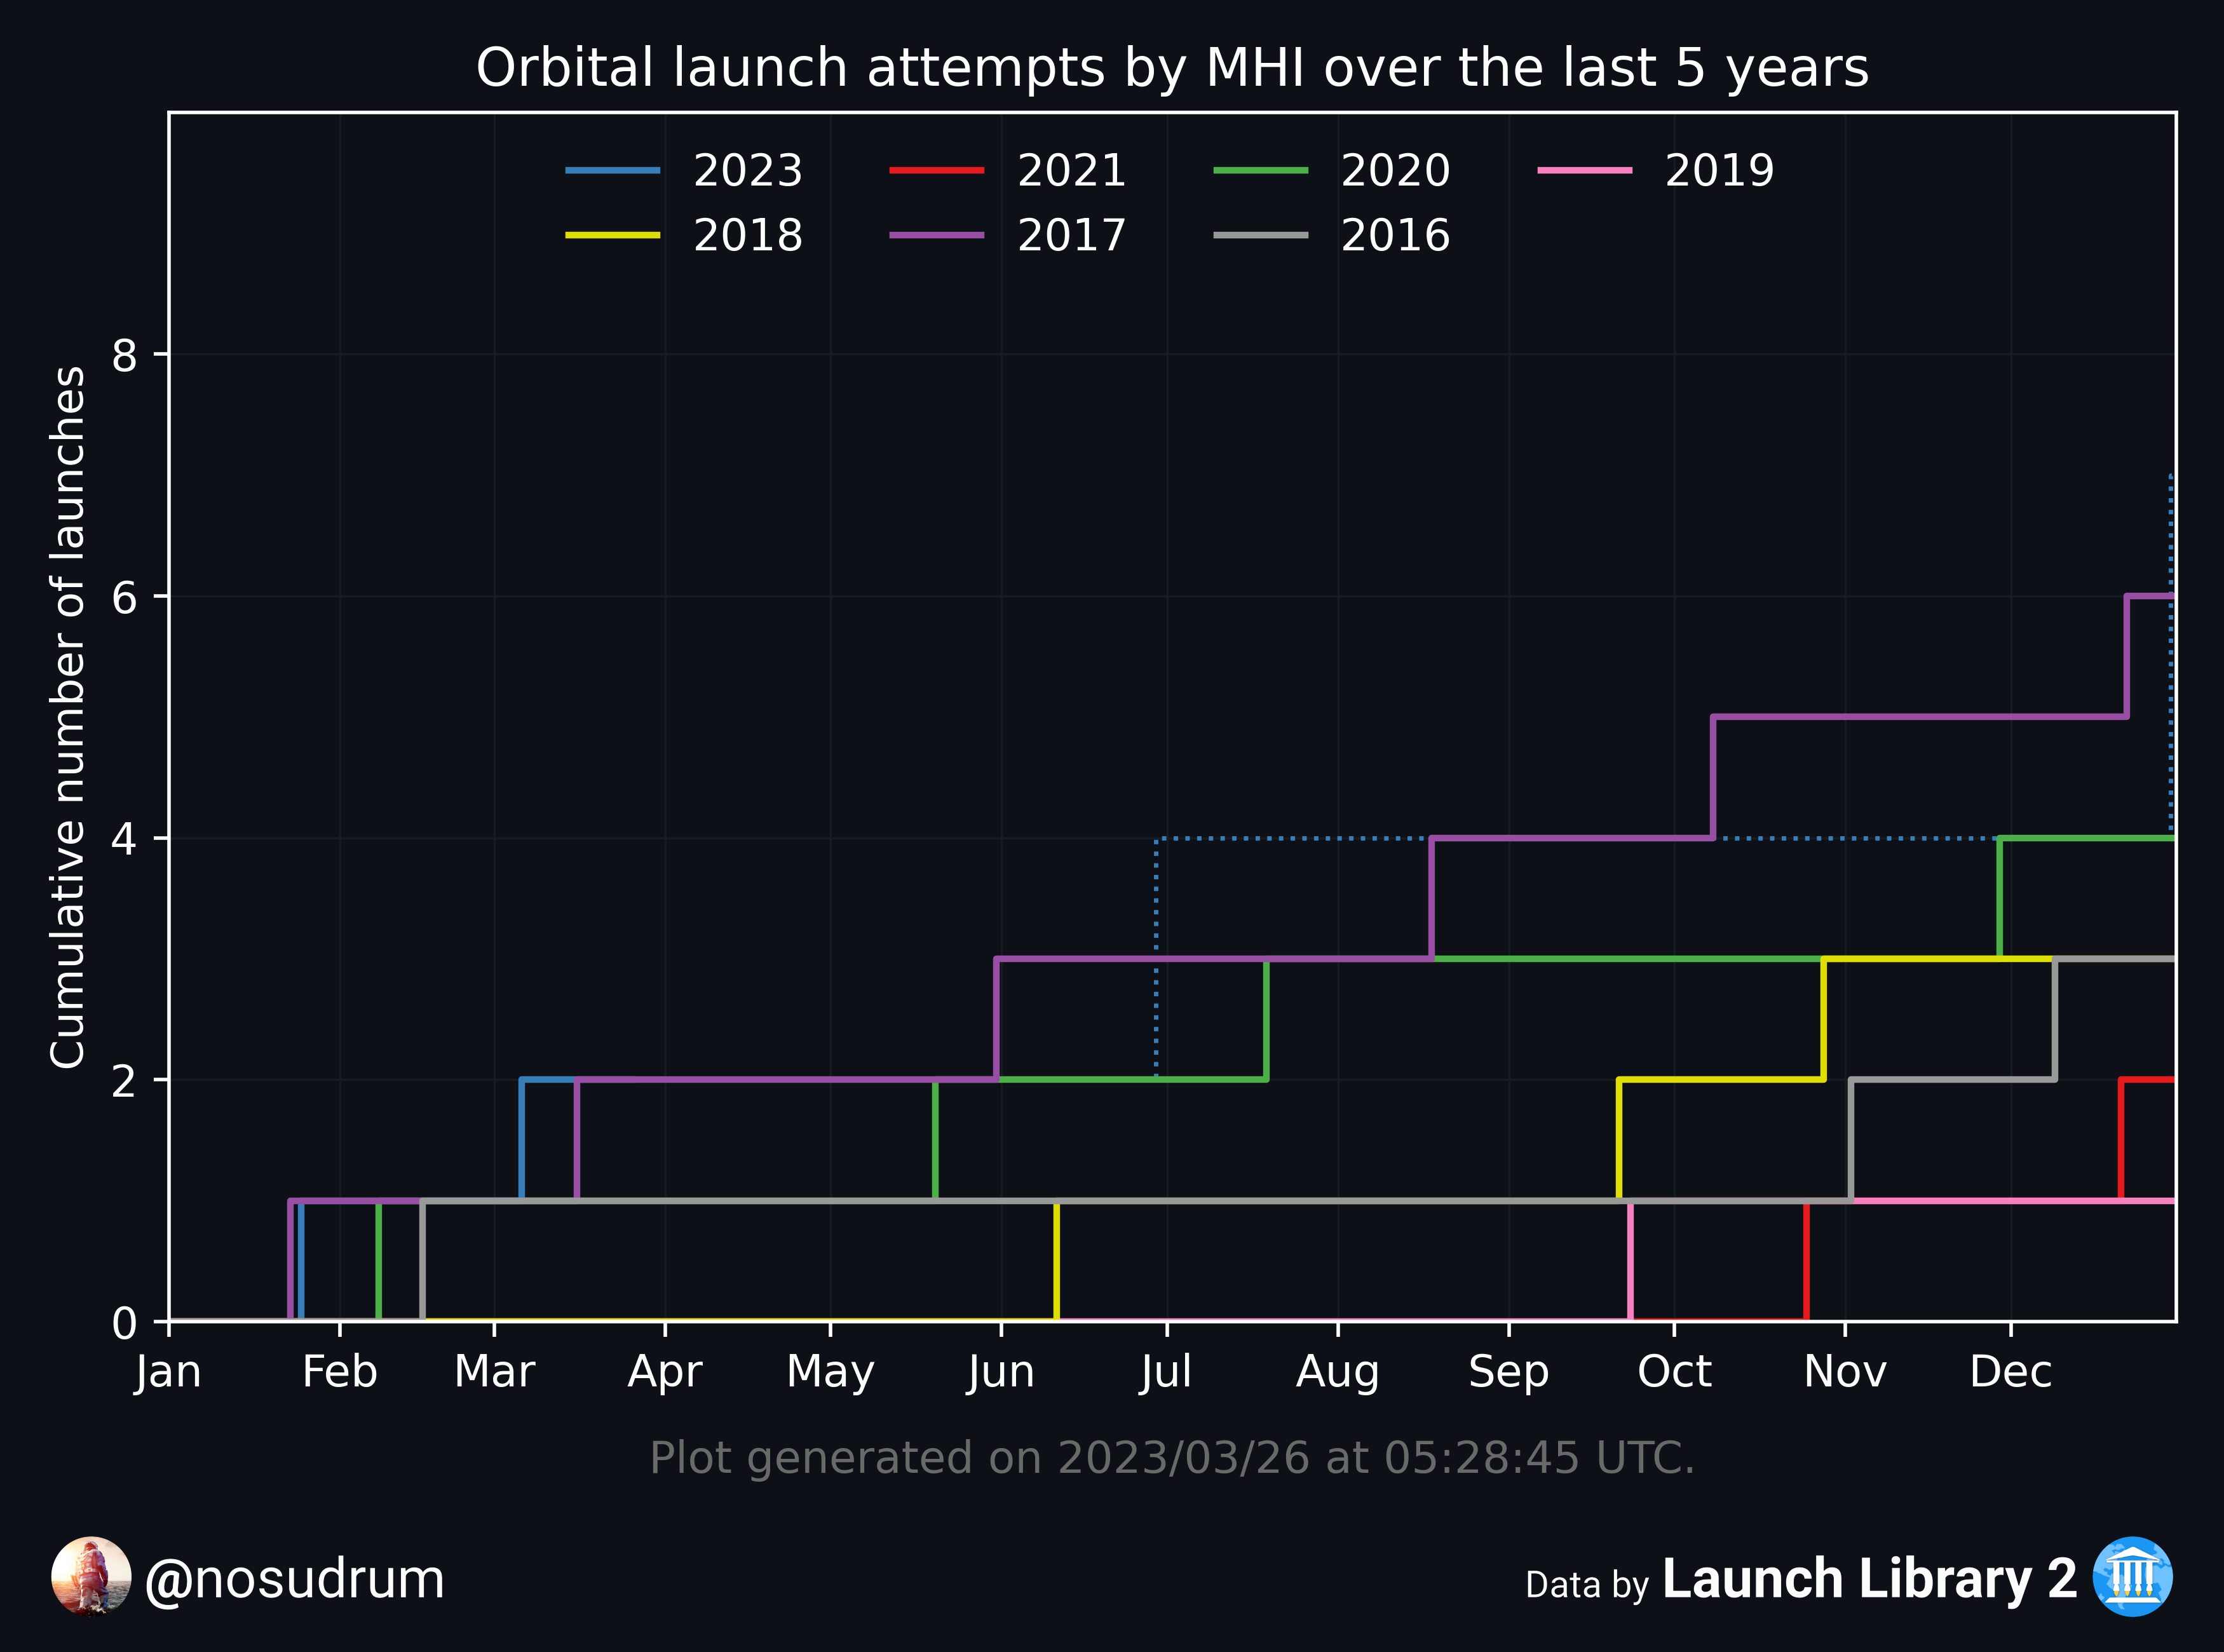 Orbital launch attempts by MHI over the last 5 years
2023 2021 2020 2019
2018 2017 2016
Cumulative number of launches
8
6
4
2
0
Jan Feb Mar Apr May Jun Jul Aug Sep Oct Nov Dec
Plot generated on 2023/03/26 at 05:28:45 UTC.
@nosudrum
Data by Launch Library 2